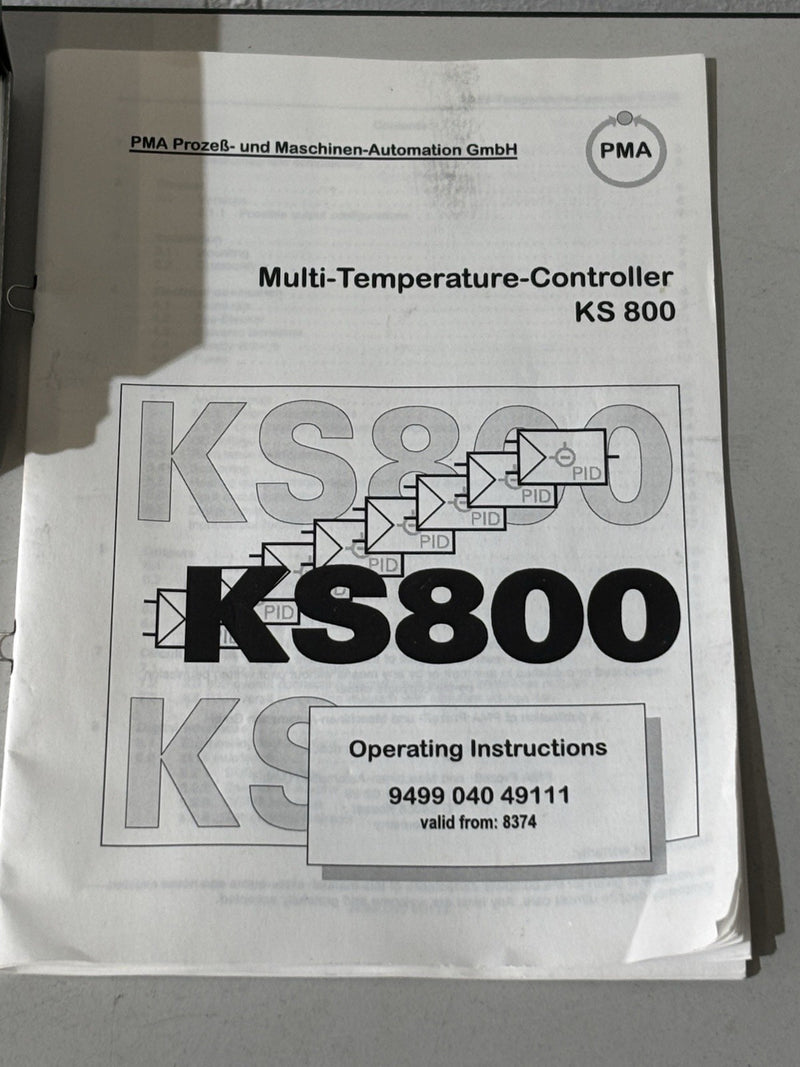 PMA Prozeß- und Maschinen-Automation GmbH
PMA
Multi-Temperature-Controller
KS 800
KS800
PID
PID
PID
PID
PID
PID
KS800
KS
Operating Instructions
9499 040 49111
valid from: 8374